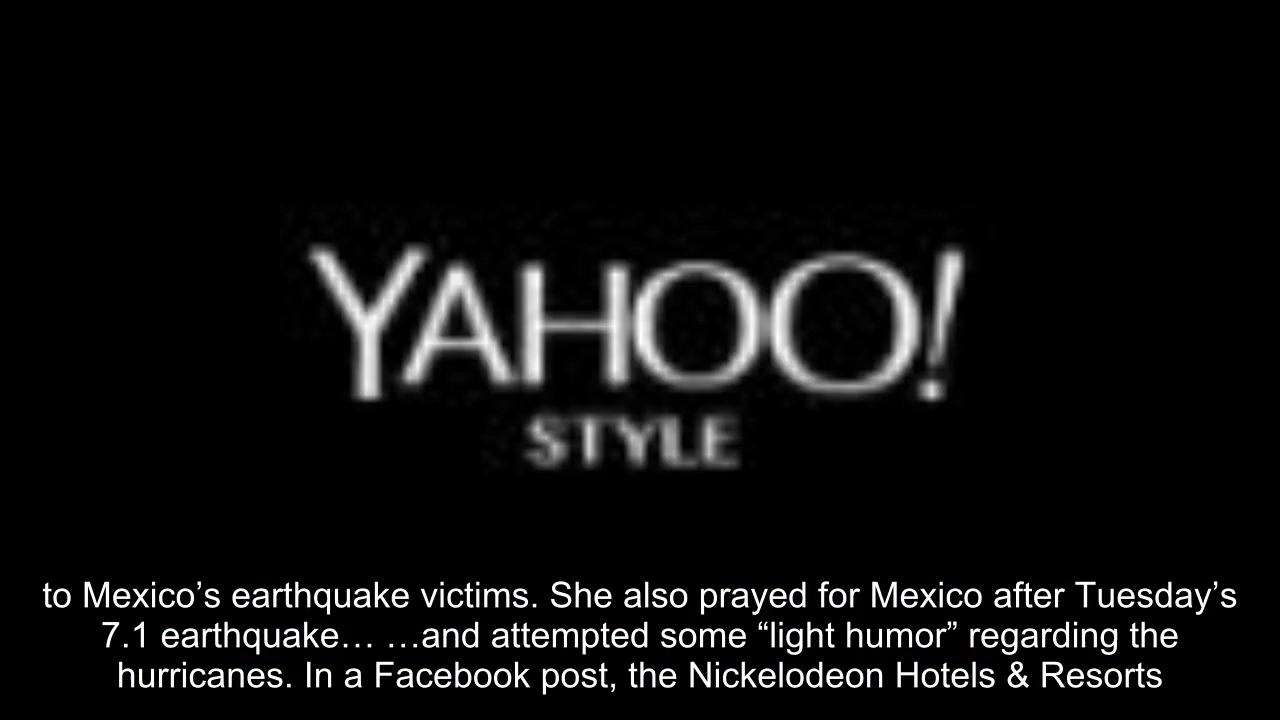 YAHOO!
STYLE
to Mexico’s earthquake victims. She also prayed for Mexico after Tuesday’s
7.1 earthquake… …and attempted some “light humor” regarding the
hurricanes. In a Facebook post, the Nickelodeon Hotels & Resorts